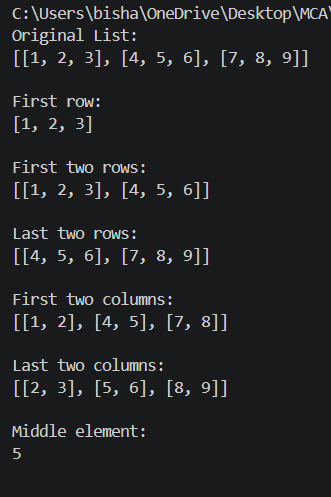 C:\Users\bisha\OneDrive\Desktop\MCA\
Original List:
[[1, 2, 3], [4, 5, 6], [7, 8, 9]]
First row:
[1, 2, 3]
First two rows:
[[1, 2, 3], [4, 5, 6]]
Last two rows:
[[4, 5, 6], [7, 8, 9]]
First two columns:
[[1, 2], [4, 5], [7, 8]]
Last two columns:
[[2, 3], [5, 6], [8, 9]]
Middle element:
5